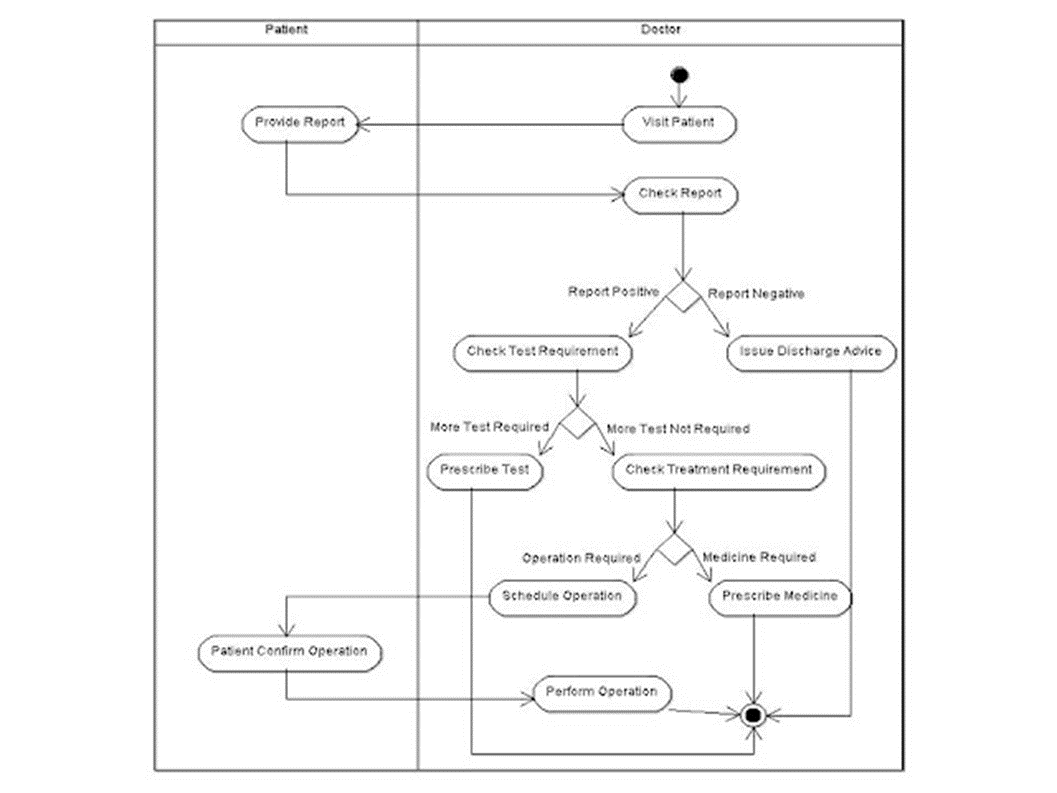 Patient
Doctor
Visit Patient
Provide Report
Check Report
Report Positive
Report Negative
Check Test Requirement
Issue Discharge Advice
More Test Required
More Test Not Required
Prescribe Test
Check Treatment Requirement
Operation Required
Medicine Required
Schedule Operation
Prescribe Medicine
Patient Confirm Operation
Perform Operation